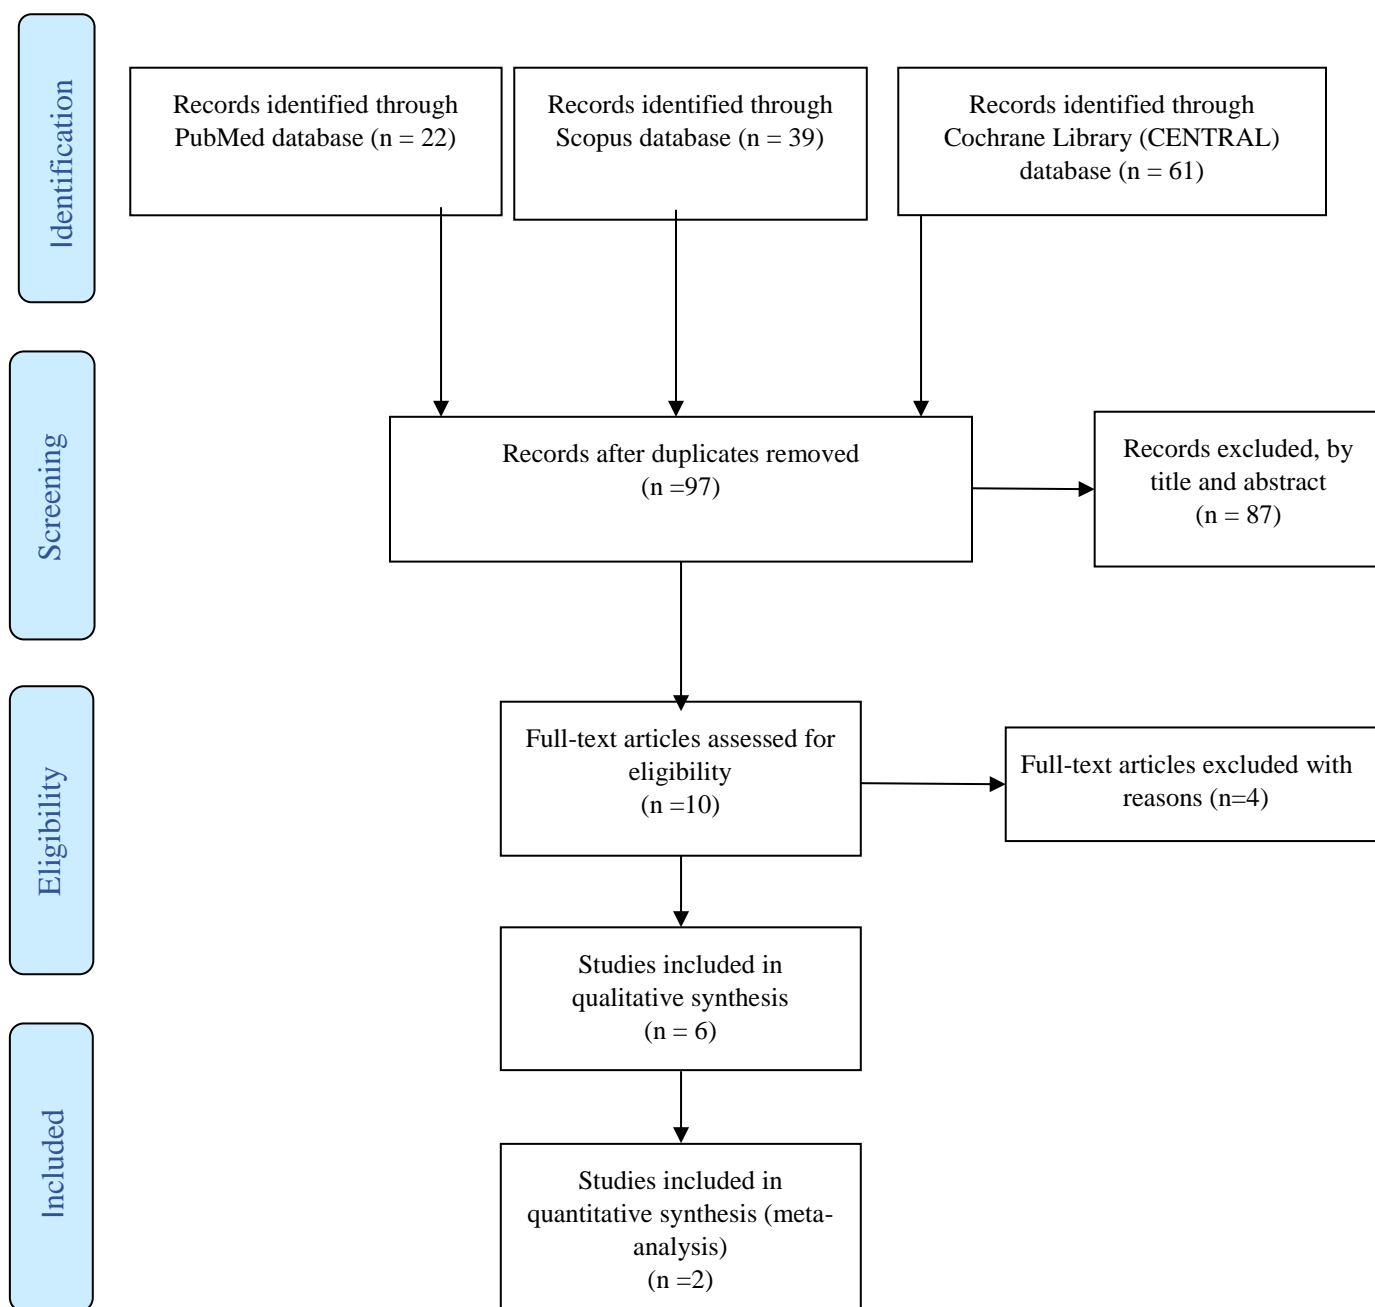 Identification
Records identified through
PubMed database (n = 22)
Records identified through
Scopus database (n = 39)
Records identified through
Cochrane Library (CENTRAL)
database (n = 61)
Screening
Records after duplicates removed
(n =97)
Records excluded, by
title and abstract
(n = 87)
Eligibility
Full-text articles assessed for
eligibility
(n =10)
Full-text articles excluded with
reasons (n=4)
Studies included in
qualitative synthesis
(n = 6)
Included
Studies included in
quantitative synthesis (meta-
analysis)
(n =2)